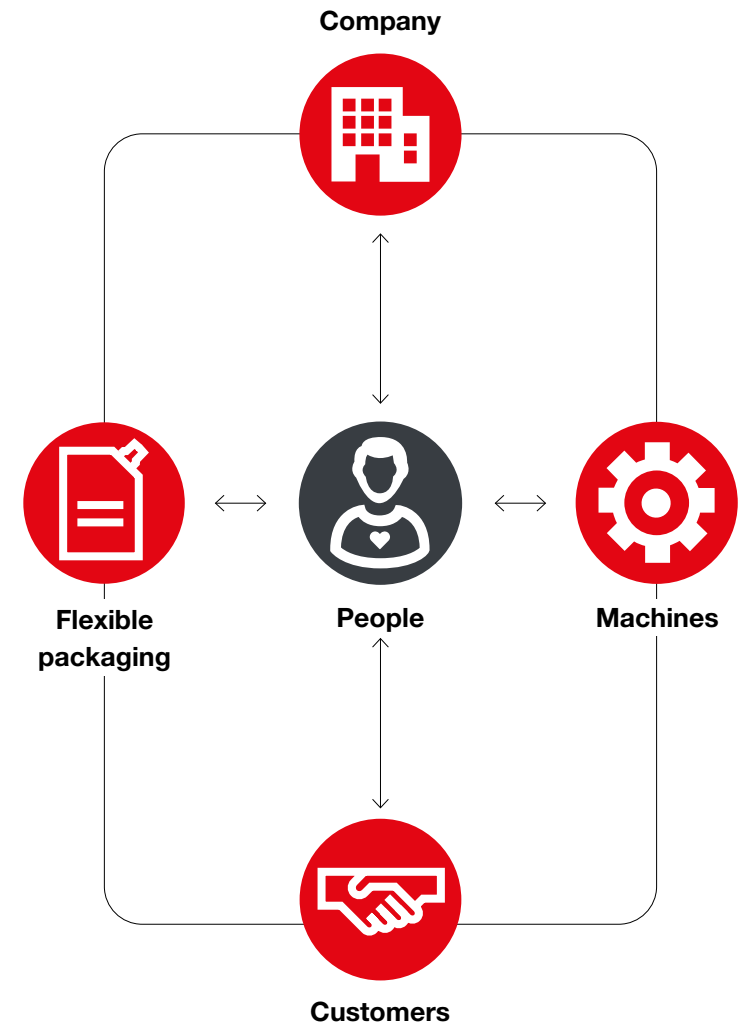 Company
Flexible
packaging
People
Machines
Customers